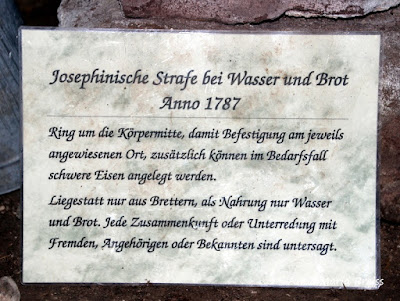 Josephinische Strafe bei Wasser und Brot
Anno 1787
Ring um die Körpermitte, damit Befestigung am jeweils
angewiesenen Ort, zusätzlich können im Bedarfsfall
schwere Eisen angelegt werden.
Liegestatt nur aus Brettern, als Nahrung nur Wasser
und Brot. Jede Zusammenkunft oder Unterredung mit
Fremden, Angehörigen oder Bekannten sind untersagt.